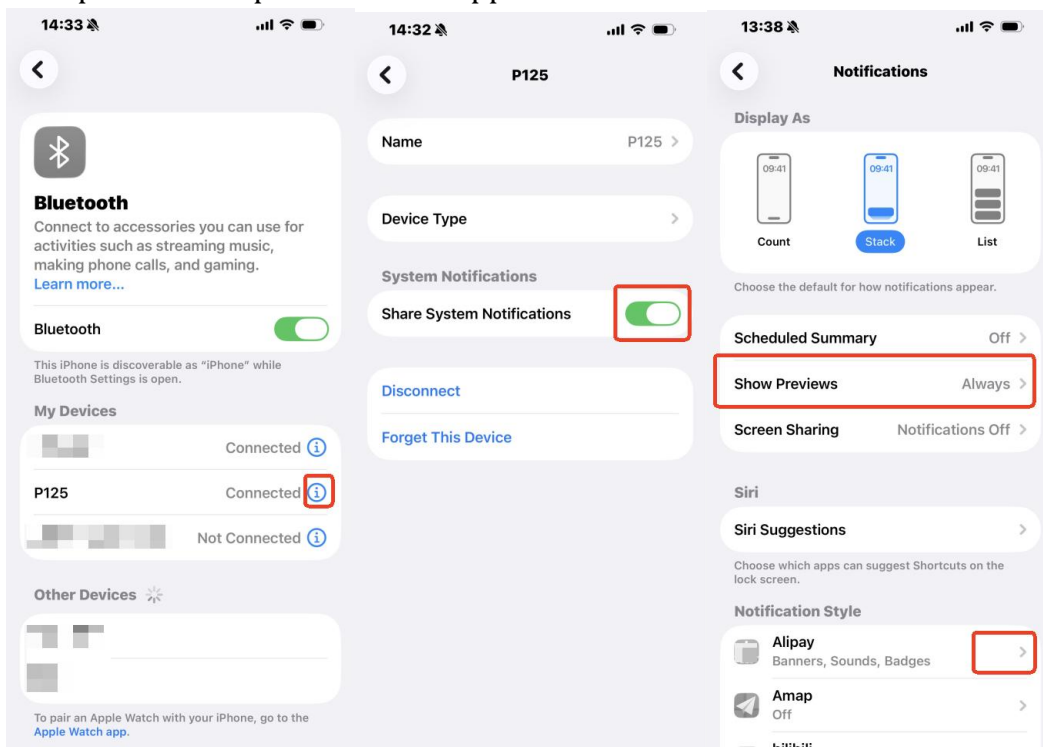 14:33
Bluetooth
Connect to accessories you can use for
activities such as streaming music,
making phone calls, and gaming.
Learn more...
Bluetooth
This iPhone is discoverable as “iPhone” while
Bluetooth Settings is open.
My Devices
Connected
P125
Connected
Not Connected
Other Devices
To pair an Apple Watch with your iPhone, go to the
Apple Watch app.
14:32
P125
Name
P125
Device Type
System Notifications
Share System Notifications
Disconnect
Forget This Device
13:38
Notifications
Display As
09:41
09:41
09:41
Count
Stack
List
Choose the default for how notifications appear.
Scheduled Summary
Off
Show Previews
Always
Screen Sharing
Notifications Off
Siri
Siri Suggestions
Choose which apps can suggest Shortcuts on the
lock screen.
Notification Style
Alipay
Banners, Sounds, Badges
Amap
Off